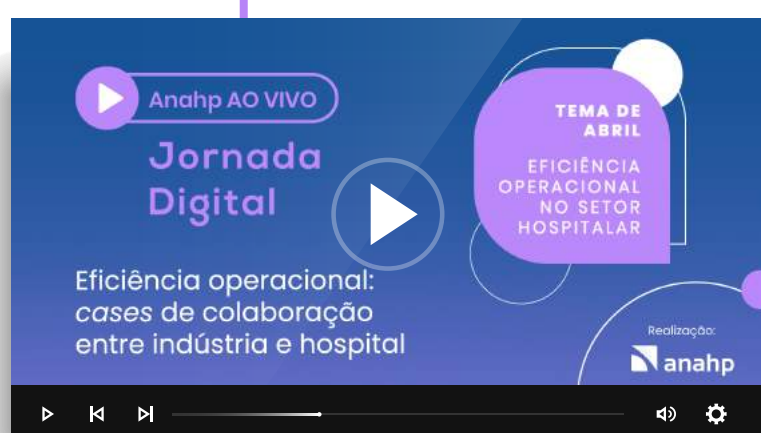 Anahp AO VIVO
Jornada
Digital
Eficiência operacional:
cases de colaboração
entre indústria e hospital
TEMA DE
ABRIL
EFICIÊNCIA
OPERACIONAL
NO SETOR
HOSPITALAR
Realização:
anahp